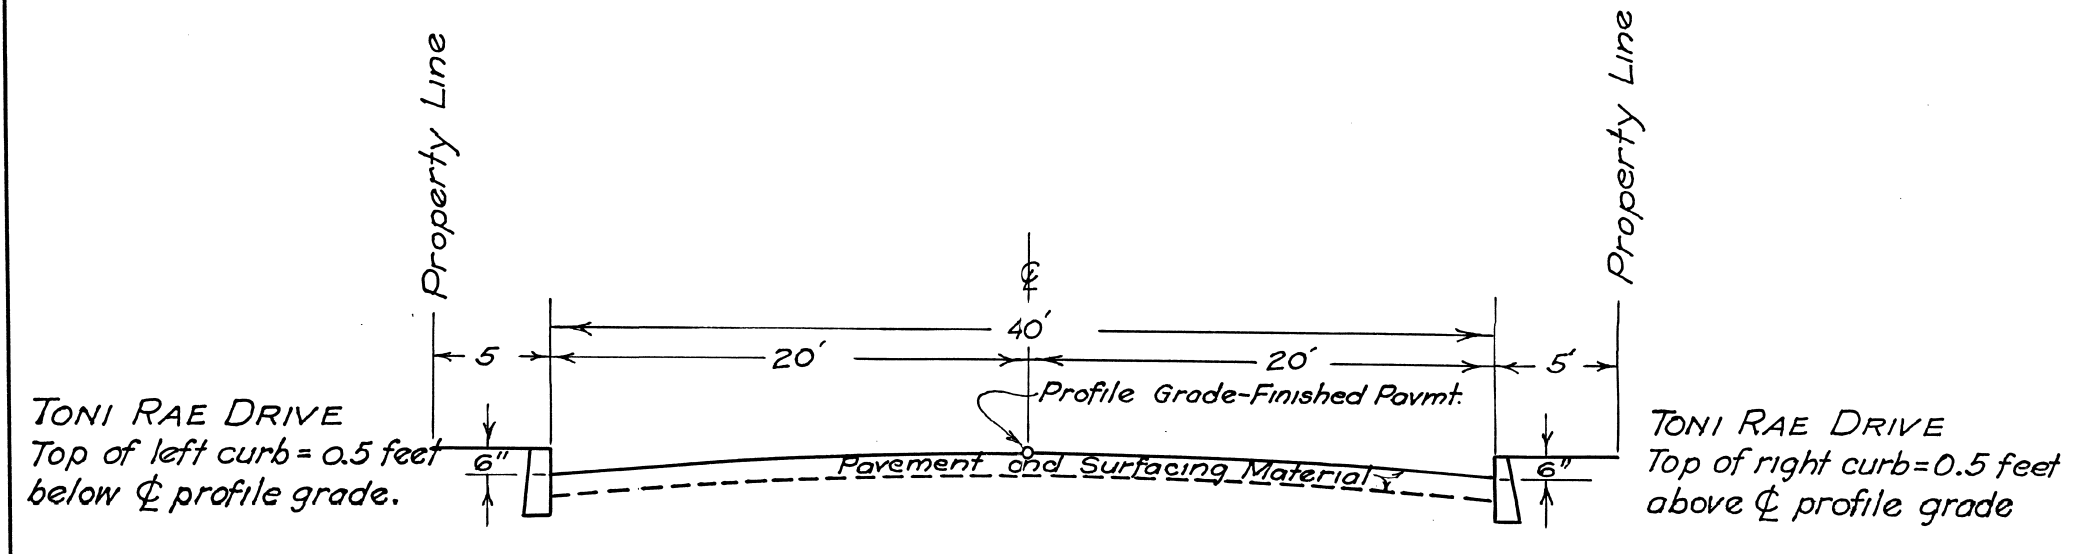 Property Line
Property Line
℄
40'
5
20'
20'
5'
Profile Grade-Finished Pavmt.
TONI RAE DRIVE
Top of left curb = 0.5 feet
below ℄ profile grade.
6"
Pavement and Surfacing Material
6"
TONI RAE DRIVE
Top of right curb = 0.5 feet
above ℄ profile grade